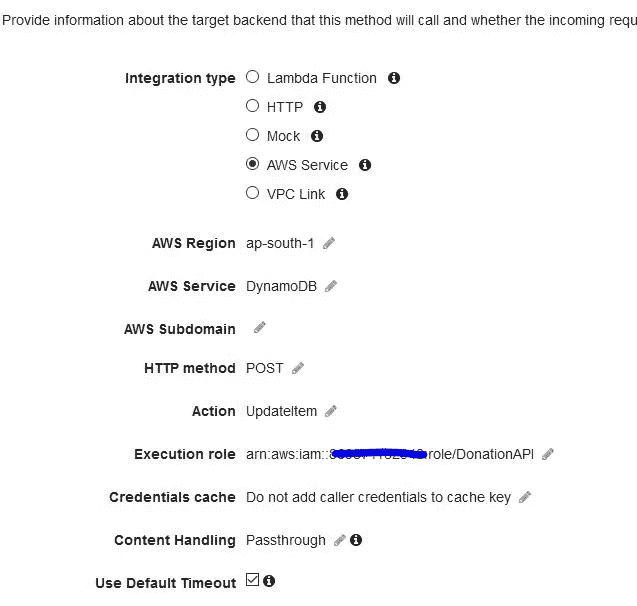 Provide information about the target backend that this method will call and whether the incoming requ
Integration type Lambda Function
HTTP
Mock
AWS Service
VPC Link
AWS Region ap-south-1
AWS Service DynamoDB
AWS Subdomain
HTTP method POST
Action UpdateItem
Execution role arn:aws:iam:: role/DonationAPI
Credentials cache Do not add caller credentials to cache key
Content Handling Passthrough
Use Default Timeout